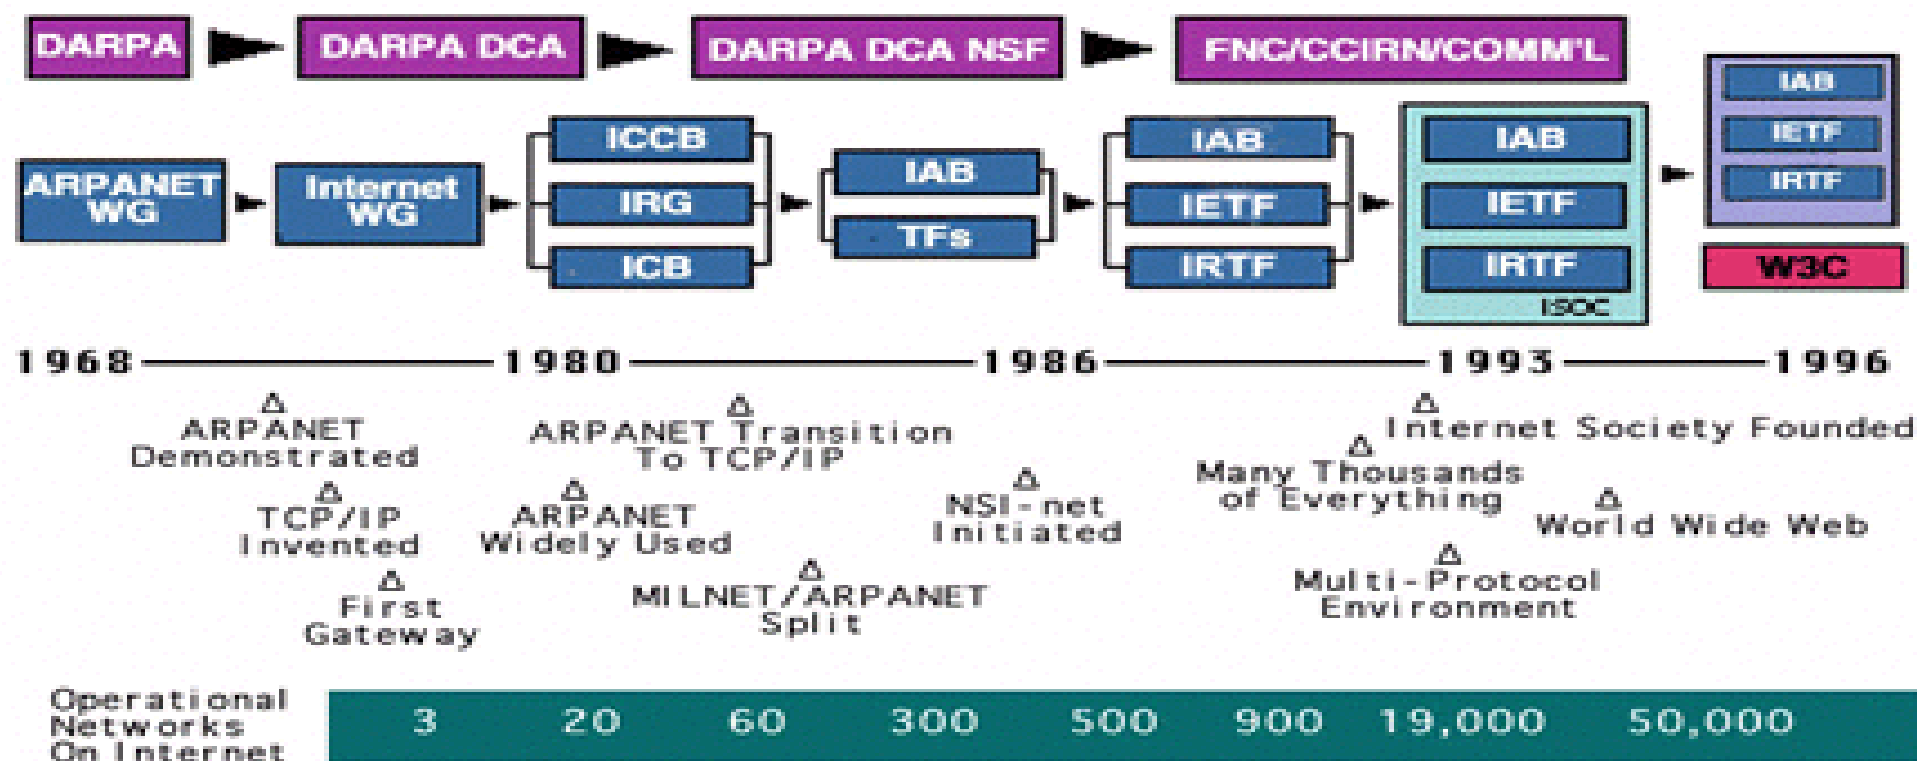 DARPA
DARPA DCA
DARPA DCA NSF
FNC/CCIRN/COMM'L
ARPANET
WG
Internet
WG
ICCB
IRG
ICB
IAB
TFs
IAB
IETF
IRTF
IAB
IETF
IRTF
ISOC
IAB
IETF
IRTF
W3C
1968
1980
1986
1993
1996
ARPANET
Demonstrated
TCP/IP
Invented
First
Gateway
ARPANET Transition
To TCP/IP
ARPANET
Widely Used
MILNET/ARPANET
Split
NSI-net
Initiated
Internet Society Founded
Many Thousands
of Everything
World Wide Web
Multi-Protocol
Environment
Operational
Networks
On Internet
3 20 60 300 500 900 19,000 50,000